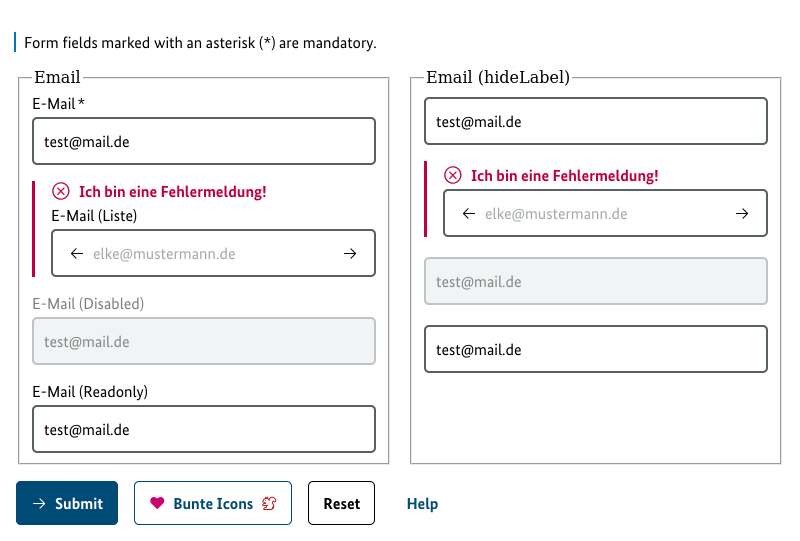 Form fields marked with an asterisk (*) are mandatory.
Email
E-Mail *
test@mail.de
Ich bin eine Fehlermeldung!
E-Mail (Liste)
elke@mustermann.de
E-Mail (Disabled)
test@mail.de
E-Mail (Readonly)
test@mail.de
Email (hideLabel)
test@mail.de
Ich bin eine Fehlermeldung!
elke@mustermann.de
test@mail.de
test@mail.de
Submit
Bunte Icons
Reset
Help